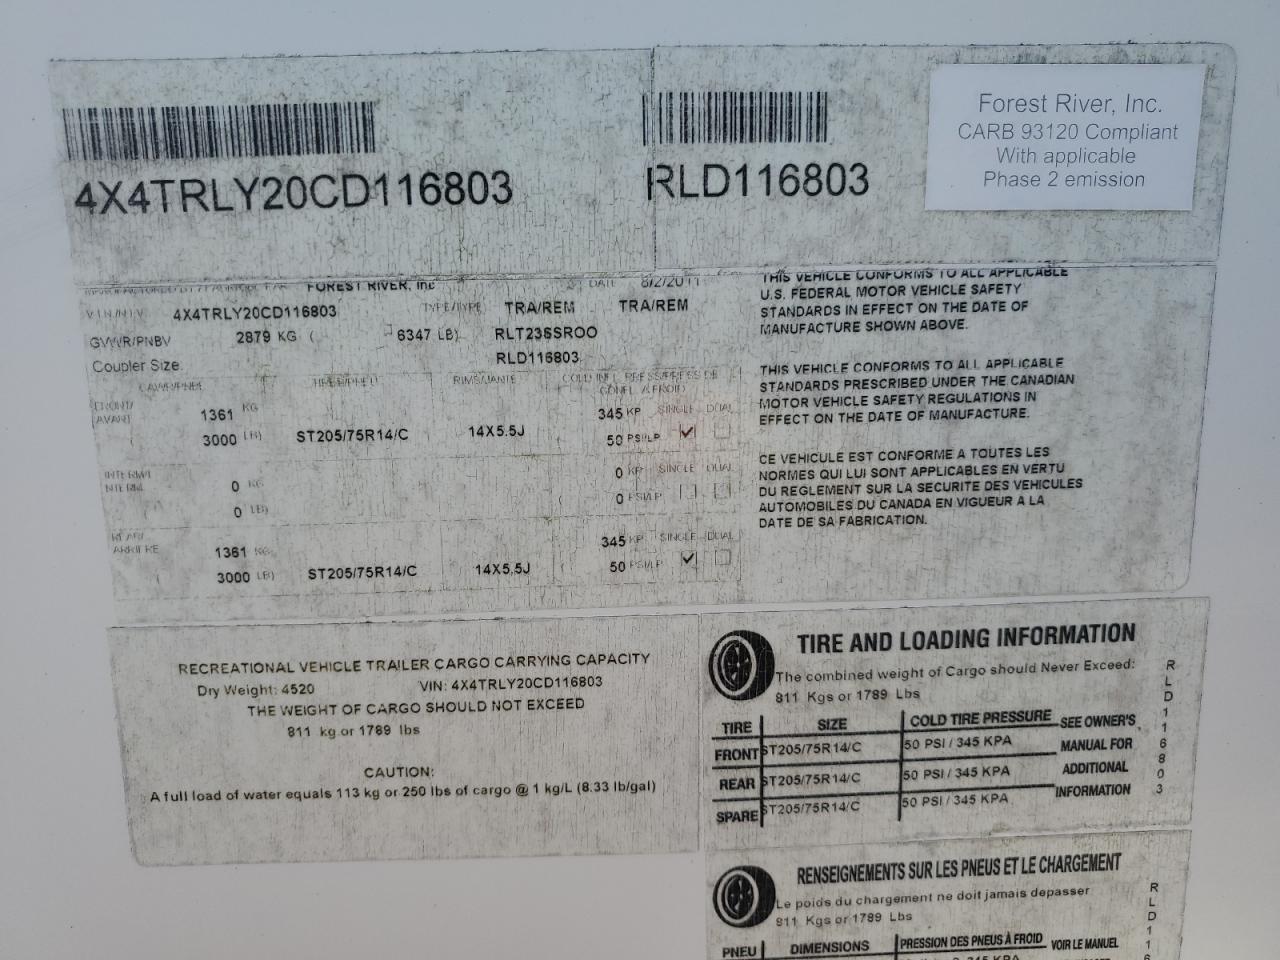 4X4TRLY20CD116803
RLD116803
Forest River, Inc.
CARB 93120 Compliant
With applicable
Phase 2 emission
FOREST RIVER, Inc DATE 8/2/2011
4X4TRLY20CD116803 TYPE/TYPE TRA/REM TRA/REM
GVWR/PNBV 2879 KG ( 6347 LB) RLT23SSROO
Coupler Size RLD116803
RIMS/JANTE
FRONT/ 1361 KG 345 KP SINGLE DUAL
AVANT 3000 LB) ST205/75R14/C 14X5.5J 50 PSI/LP ✓
0 KG 0 KP SINGLE DUAL
0 LB) 0 PSI/LP
1361 KG 345 KP SINGLE DUAL
3000 LB) ST205/75R14/C 14X5.5J 50 PSI/LP ✓
THIS VEHICLE CONFORMS TO ALL APPLICABLE
U.S. FEDERAL MOTOR VEHICLE SAFETY
STANDARDS IN EFFECT ON THE DATE OF
MANUFACTURE SHOWN ABOVE.
THIS VEHICLE CONFORMS TO ALL APPLICABLE
STANDARDS PRESCRIBED UNDER THE CANADIAN
MOTOR VEHICLE SAFETY REGULATIONS IN
EFFECT ON THE DATE OF MANUFACTURE.
CE VEHICULE EST CONFORME A TOUTES LES
NORMES QUI LUI SONT APPLICABLES EN VERTU
DU REGLEMENT SUR LA SECURITE DES VEHICULES
AUTOMOBILES DU CANADA EN VIGUEUR A LA
DATE DE SA FABRICATION.
RECREATIONAL VEHICLE TRAILER CARGO CARRYING CAPACITY
Dry Weight: 4520 VIN: 4X4TRLY20CD116803
THE WEIGHT OF CARGO SHOULD NOT EXCEED
811 kg or 1789 lbs
CAUTION:
A full load of water equals 113 kg or 250 lbs of cargo @ 1 kg/L (8.33 lb/gal)
TIRE AND LOADING INFORMATION
The combined weight of Cargo should Never Exceed:
811 Kgs or 1789 Lbs
TIRE SIZE COLD TIRE PRESSURE SEE OWNER'S
FRONT ST205/75R14/C 50 PSI / 345 KPA MANUAL FOR
REAR ST205/75R14/C 50 PSI / 345 KPA ADDITIONAL
SPARE ST205/75R14/C 50 PSI / 345 KPA INFORMATION
RLD116803
RENSEIGNEMENTS SUR LES PNEUS ET LE CHARGEMENT
Le poids du chargement ne doit jamais depasser
811 Kgs or 1789 Lbs
PNEU DIMENSIONS PRESSION DES PNEUS À FROID VOIR LE MANUEL
RLD11